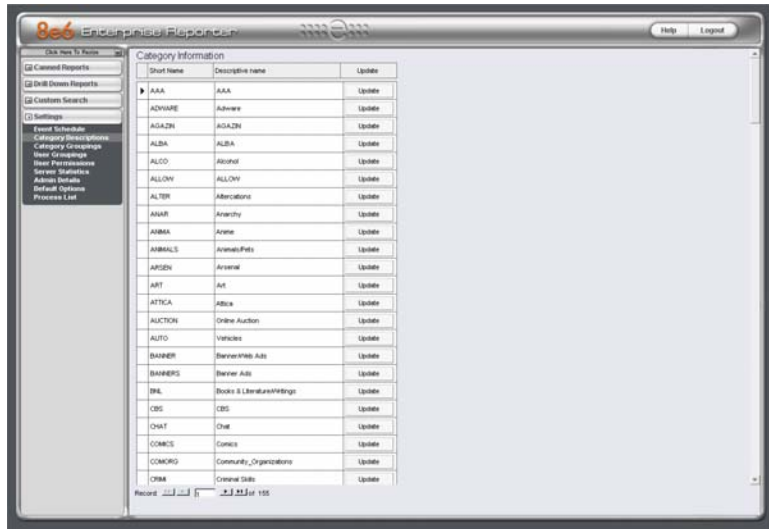 8e6 Enterprise Reporter
Help Logout
Click Here To Resize
Canned Reports
Drill Down Reports
Custom Search
Settings
Event Schedule
Category Descriptions
Category Groupings
User Groupings
User Permissions
Server Statistics
Admin Details
Default Options
Process List
Category Information
Short Name Descriptive name Update
AAA AAA Update
ADWARE Adware Update
AGAZIN AGAZIN Update
ALBA ALBA Update
ALCO Alcohol Update
ALLOW ALLOW Update
ALTER Altercations Update
ANAR Anarchy Update
ANIMA Anime Update
ANIMALS Animals/Pets Update
ARSEN Arsenal Update
ART Art Update
ATTICA Attica Update
AUCTION Online Auction Update
AUTO Vehicles Update
BANNER Banner/Web Ads Update
BANNERS Banner Ads Update
BNL Books & Literature/Writings Update
CBS CBS Update
CHAT Chat Update
COMICS Comics Update
COMORG Community_Organizations Update
CRIMI Criminal Skills Update
Record 1 of 155